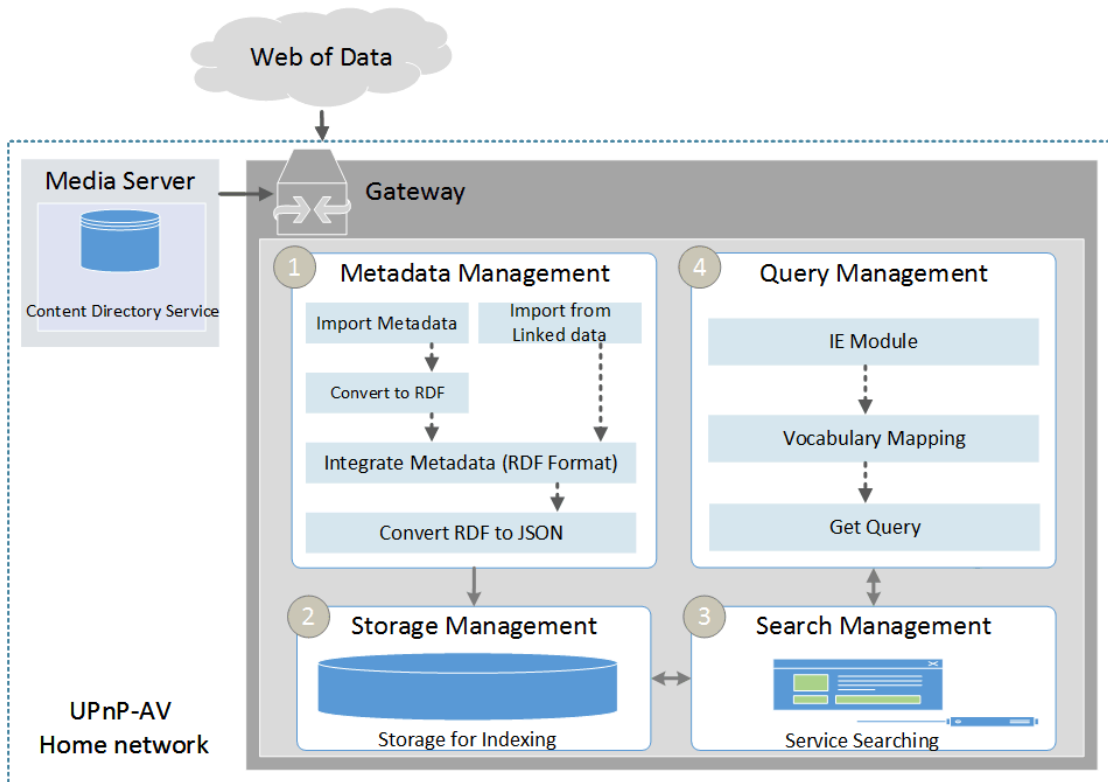 Web of Data
Media Server
Content Directory Service
Gateway
1
Metadata Management
Import Metadata
Import from
Linked data
Convert to RDF
Integrate Metadata (RDF Format)
Convert RDF to JSON
4
Query Management
IE Module
Vocabulary Mapping
Get Query
2
Storage Management
Storage for Indexing
3
Search Management
Service Searching
UPnP-AV
Home network